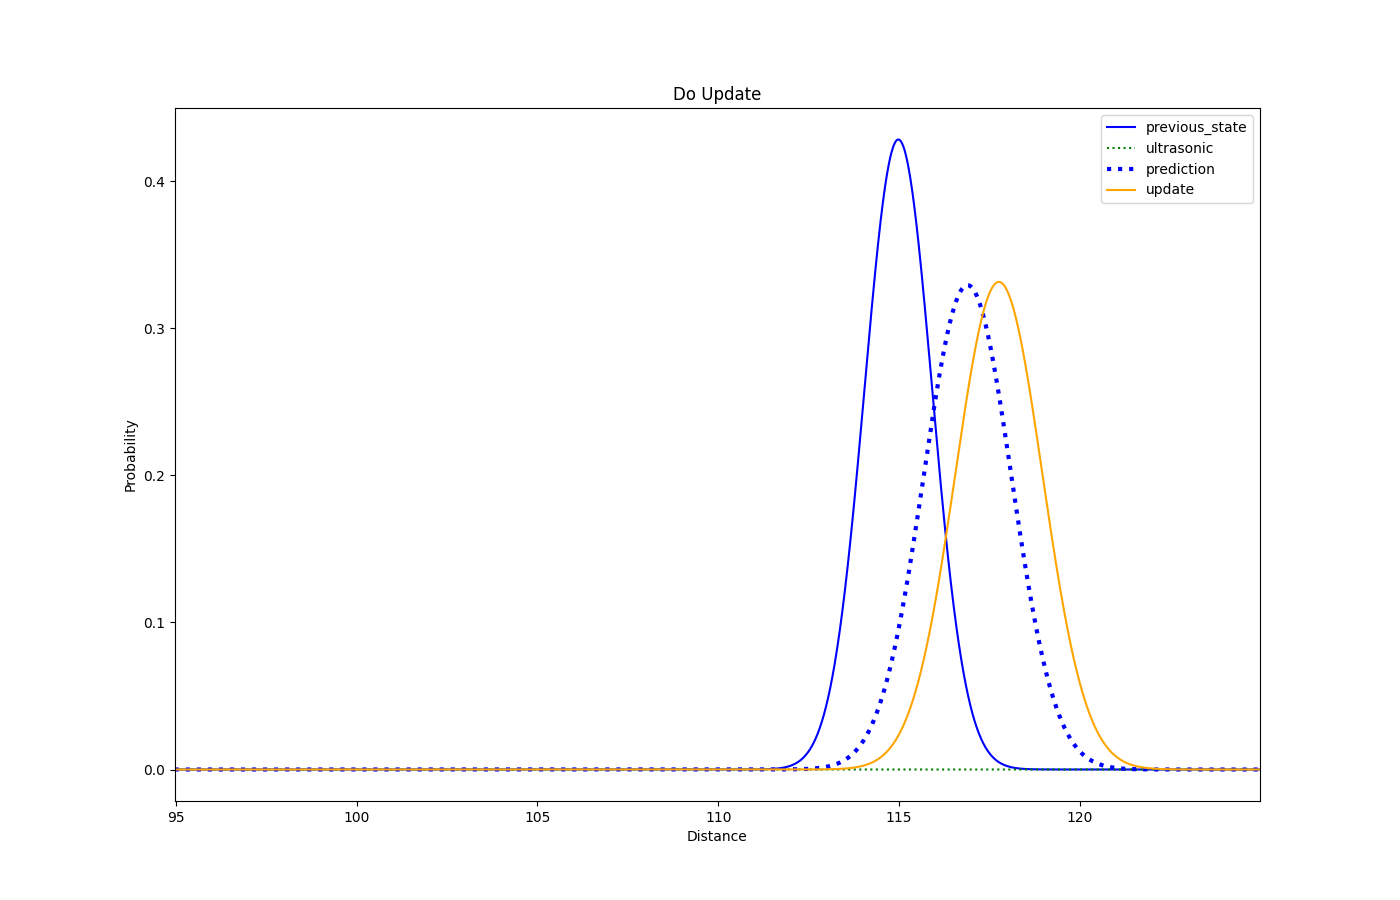 Do Update
previous_state
ultrasonic
prediction
update
0.4
0.3
0.2
0.1
0.0
Probability
95
100
105
110
115
120
Distance